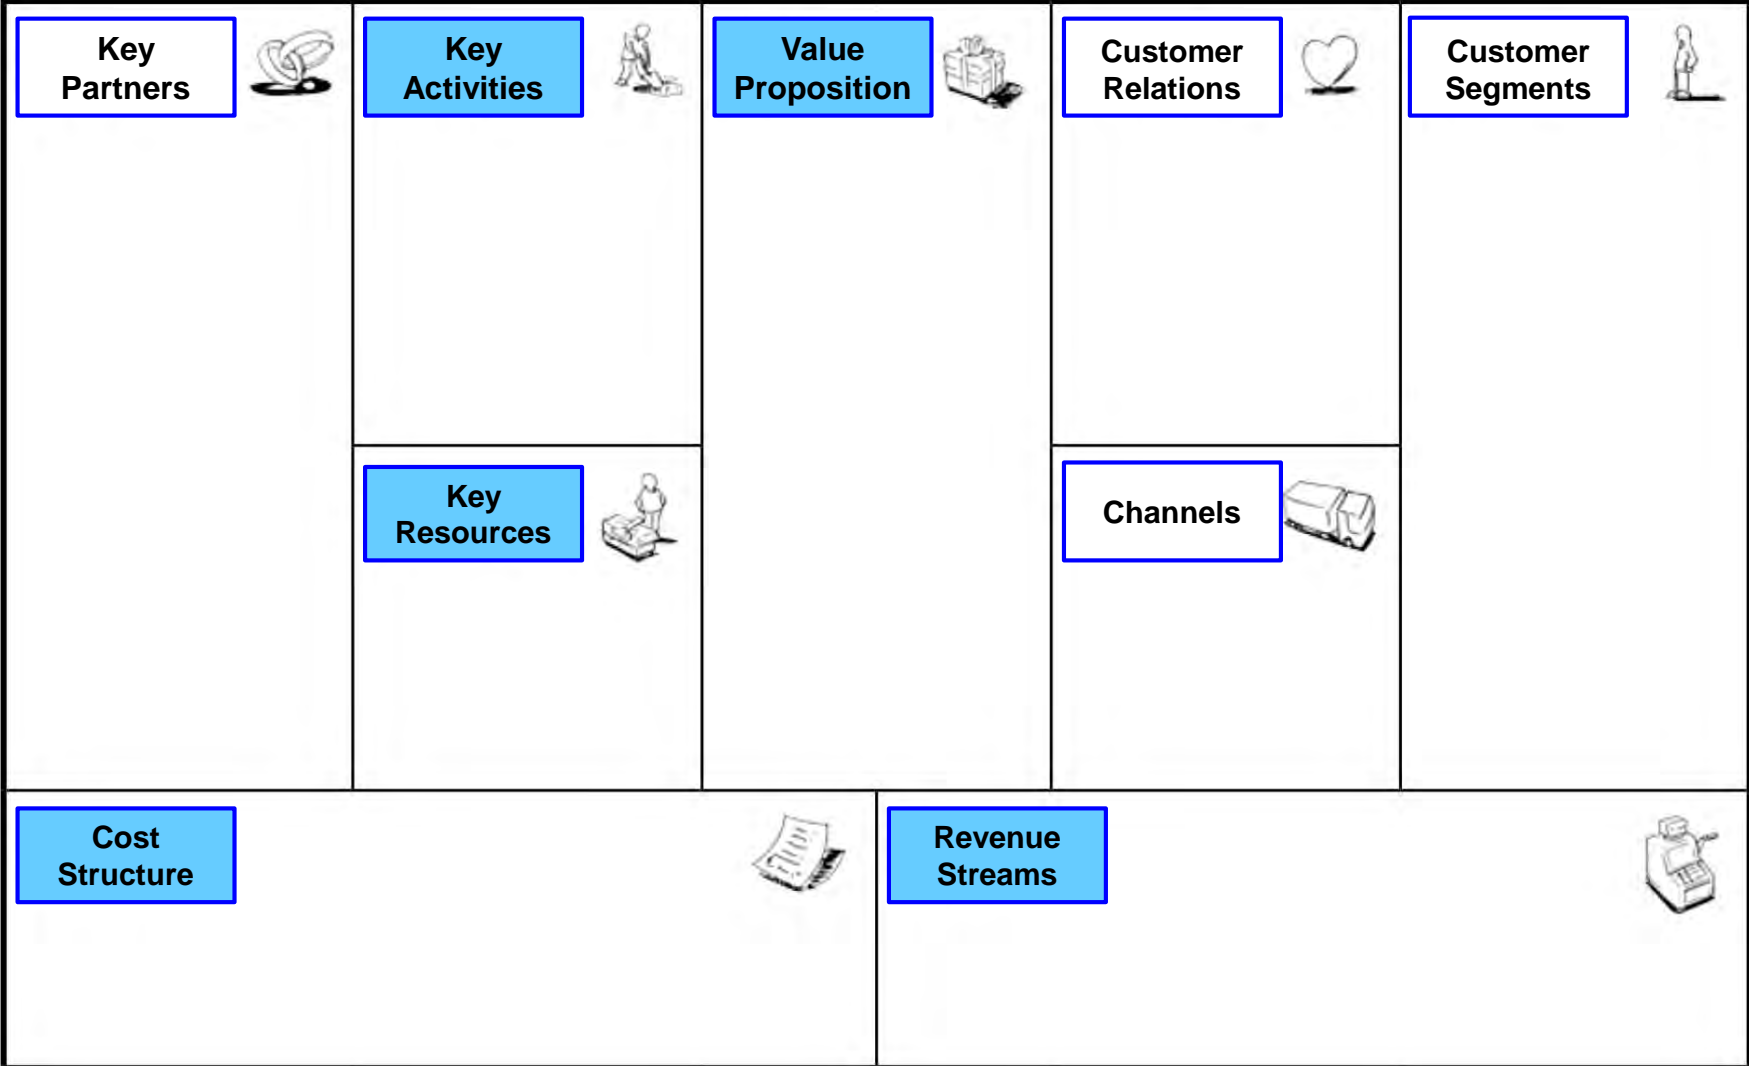 Key
Partners
Key
Activities
Value
Proposition
Customer
Relations
Customer
Segments
Key
Resources
Channels
Cost
Structure
Revenue
Streams